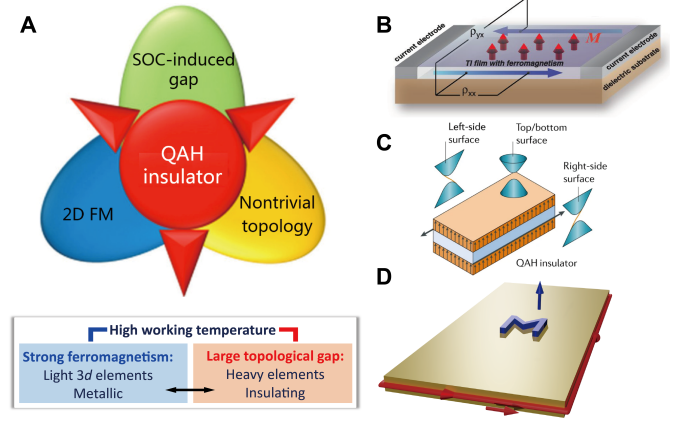 A
SOC-induced
gap
QAH
insulator
2D FM
Nontrivial
topology
High working temperature
Strong ferromagnetism:
Light 3d elements
Metallic
Large topological gap:
Heavy elements
Insulating
B
ρyx
M
current electrode
TI film with ferromagnetism
current electrode
dielectric substrate
ρxx
C
Left-side
surface
Top/bottom
surface
Right-side
surface
QAH insulator
D
M